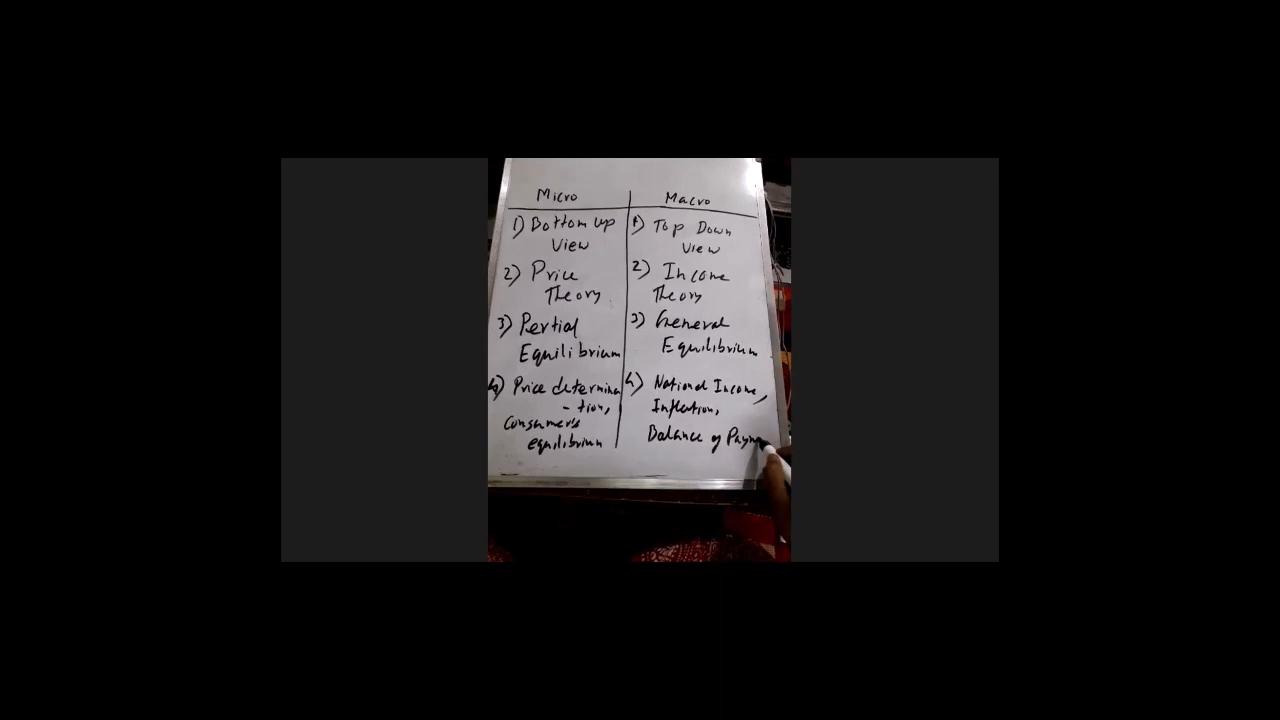 Micro
Macro
1) Bottom up
View
2) Price
Theory
3) Pertial
Equilibrium
4) Price determina
- tion,
Consumer's
equilibrium
1) Top Down
View
2) Income
Theory
3) General
Equilibrium
4) National Income,
Inflation,
Balance of Paym